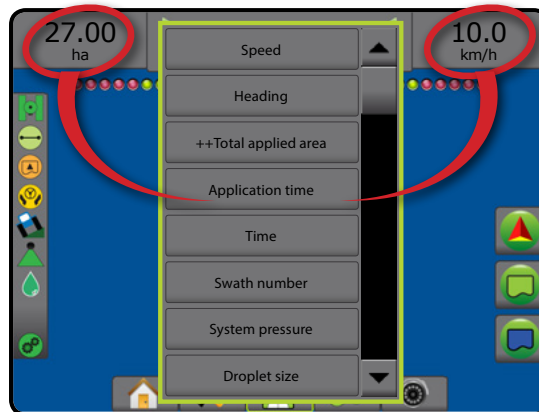 27.00
ha
10.0
km/h
Speed
Heading
++Total applied area
Application time
Time
Swath number
System pressure
Droplet size